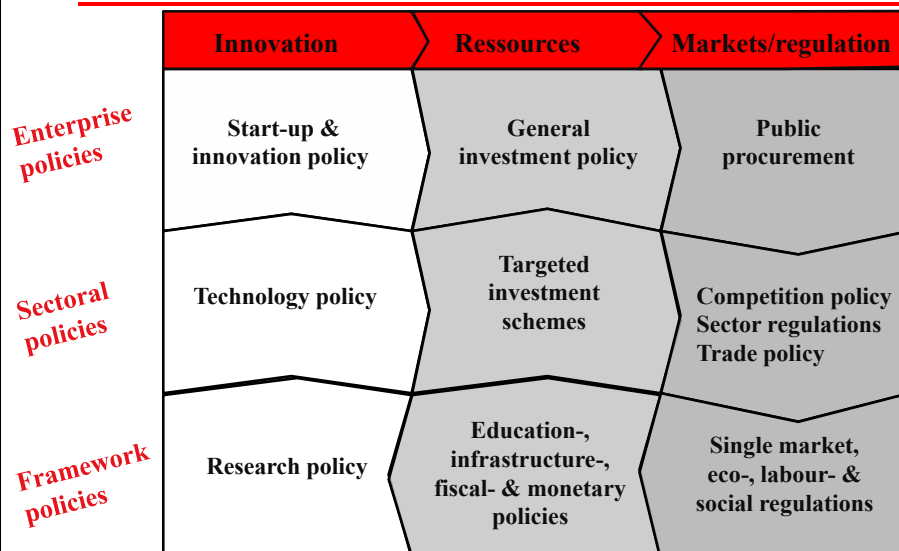 Innovation
Ressources
Markets/regulation
Enterprise
policies
Start-up &
innovation policy
General
investment policy
Public
procurement
Sectoral
policies
Technology policy
Targeted
investment
schemes
Competition policy
Sector regulations
Trade policy
Framework
policies
Research policy
Education-,
infrastructure-,
fiscal- & monetary
policies
Single market,
eco-, labour- &
social regulations